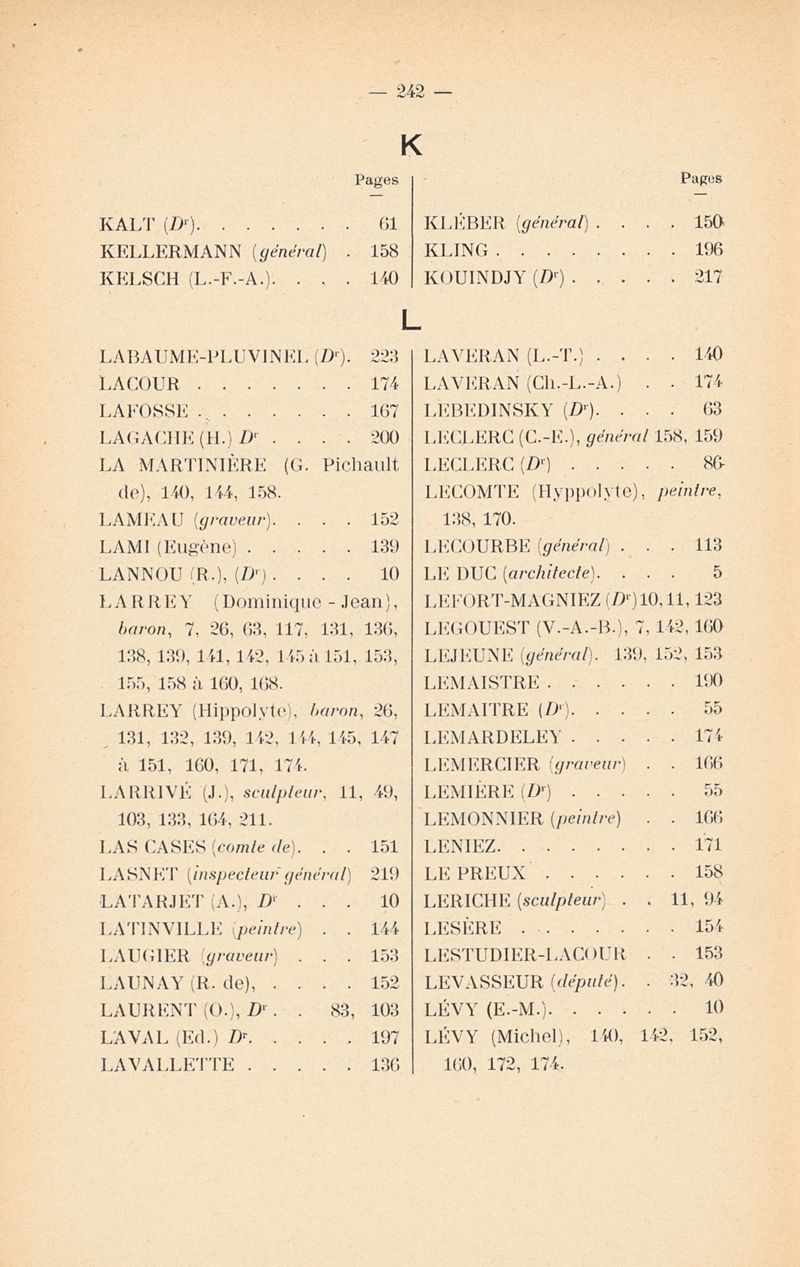 — 242 —
K
Pages
KALT (Dr). . . . . . . 61
KELLERMANN (général) . 158
KELSCH (L.-F.-A.). . . . 140
Pages
KLÉBER (général) . . . . 150
KLING . . . . . . . . 196
KOUINDJY (Dr) . . . . . 217
L
LABAUME-PLUVINEL (Dr). 223
LACOUR . . . . . . . 174
LAFOSSE . . . . . . . 167
LAGACHE (H.) Dr . . . . 200
LA MARTINIÈRE (G. Pichault
de), 140, 144, 158.
LAMEAU (graveur). . . . 152
LAMI (Eugène) . . . . . 139
LANNOU (R.), (Dr) . . . . 10
LARREY (Dominique-Jean),
baron, 7, 26, 63, 117, 131, 136,
138, 139, 141, 142, 145 à 151, 153,
155, 158 à 160, 168.
LARREY (Hippolyte), baron, 26,
131, 132, 139, 142, 144, 145, 147
à 151, 160, 171, 174.
LARRIVÉ (J.), sculpteur, 11, 49,
103, 133, 164, 211.
LAS CASES (comte de). . . 151
LASNET (inspecteur général) 219
LATARJET (A.), Dr . . . 10
LATINVILLE (peintre) . . 144
LAUGIER (graveur) . . . 153
LAUNAY (R. de), . . . . 152
LAURENT (O.), Dr . . 83, 103
LAVAL (Ed.) Dr. . . . . 197
LAVALLETTE . . . . . 136
LAVERAN (L.-T.) . . . . 140
LAVERAN (Ch.-L.-A.) . . 174
LEBEDINSKY (Dr). . . . 63
LECLERC (C.-E.), général 158, 159
LECLERC (Dr) . . . . . 86
LECOMTE (Hyppolyte), peintre,
138, 170.
LECOURBE (général) . . . 113
LE DUC (architecte). . . . 5
LEFORT-MAGNIEZ (Dr) 10, 11, 123
LEGOUEST (V.-A.-B.), 7, 142, 160
LEJEUNE (général). 139, 152, 153
LEMAISTRE . . . . . . 190
LEMAITRE (Dr). . . . . 55
LEMARDELEY . . . . . 174
LEMERCIER (graveur) . . 166
LEMIÈRE (Dr) . . . . . 55
LEMONNIER (peintre) . . 166
LENIEZ. . . . . . . . 171
LE PREUX . . . . . . 158
LERICHE (sculpteur) . . 11, 94
LESÈRE . . . . . . . 154
LESTUDIER-LACOUR . . 153
LEVASSEUR (député). . 32, 40
LÉVY (E.-M.). . . . . . 10
LÉVY (Michel), 140, 142, 152,
160, 172, 174.